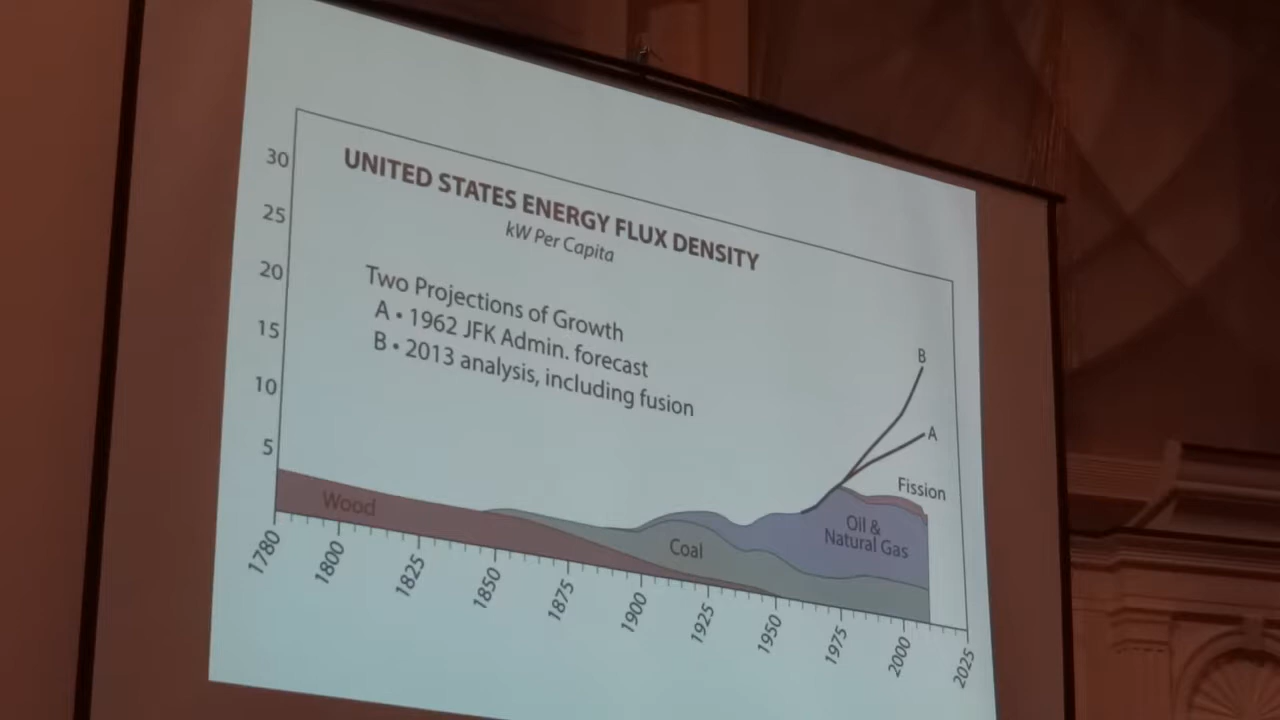 UNITED STATES ENERGY FLUX DENSITY
kW Per Capita
Two Projections of Growth
A • 1962 JFK Admin. forecast
B • 2013 analysis, including fusion
30
25
20
15
10
5
B
A
Fission
Oil &
Natural Gas
Coal
Wood
1780
1800
1825
1850
1875
1900
1925
1950
1975
2000
2025